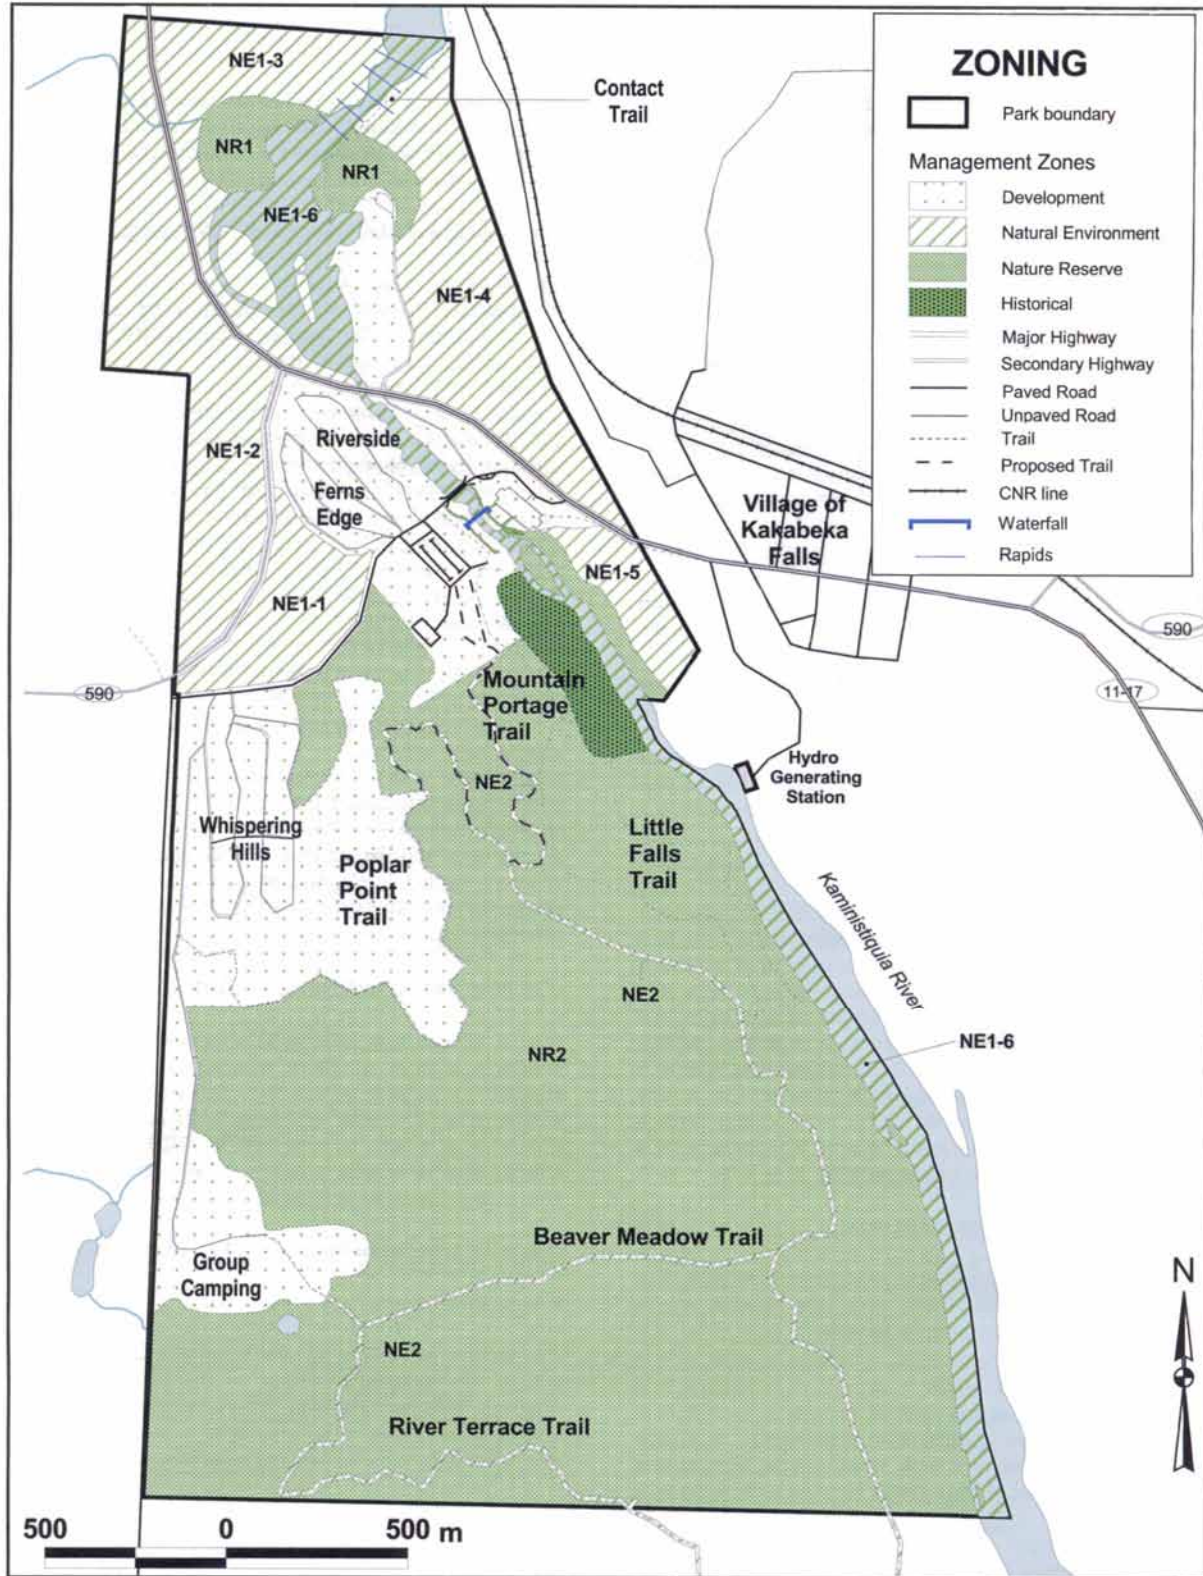 ZONING
Park boundary
Management Zones
Development
Natural Environment
Nature Reserve
Historical
Major Highway
Secondary Highway
Paved Road
Unpaved Road
Trail
Proposed Trail
CNR line
Waterfall
Rapids
NE1-3
Contact
Trail
NR1
NR1
NE1-6
NE1-4
NE1-2
Riverside
Ferns
Edge
Village of
Kakabeka
Falls
NE1-5
NE1-1
590
590
11-17
Mountain
Portage
Trail
Hydro
Generating
Station
NE2
Whispering
Hills
Little
Falls
Trail
Poplar
Point
Trail
Kaministiquia River
NE2
NR2
NE1-6
Beaver Meadow Trail
Group
Camping
N
NE2
River Terrace Trail
500 0 500 m